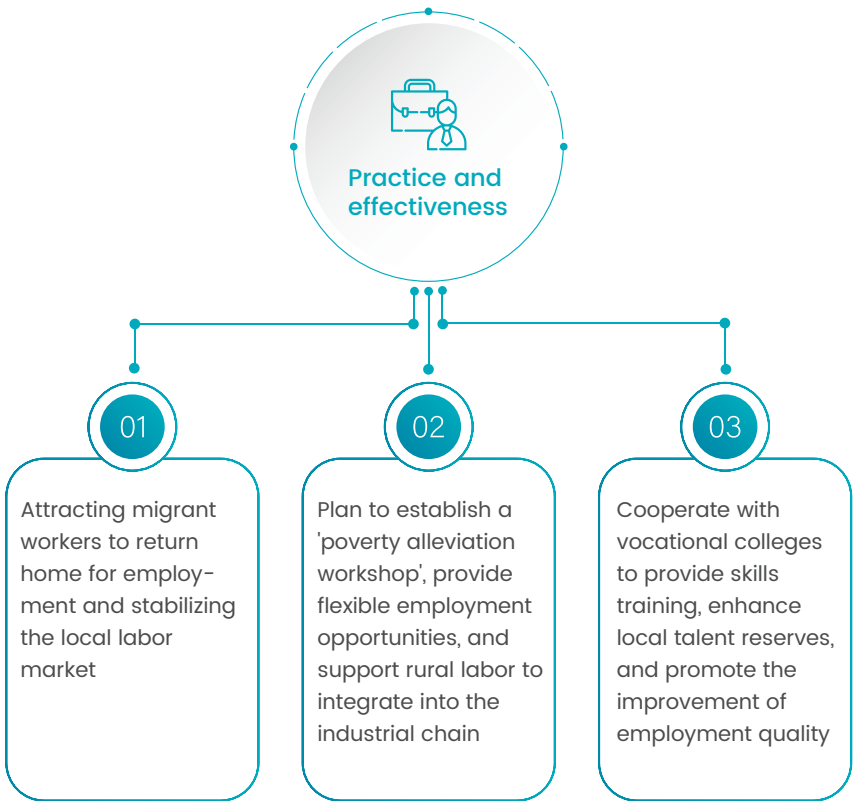 Practice and
effectiveness
01
Attracting migrant
workers to return
home for employ-
ment and stabilizing
the local labor
market
02
Plan to establish a
'poverty alleviation
workshop', provide
flexible employment
opportunities, and
support rural labor to
integrate into the
industrial chain
03
Cooperate with
vocational colleges
to provide skills
training, enhance
local talent reserves,
and promote the
improvement of
employment quality